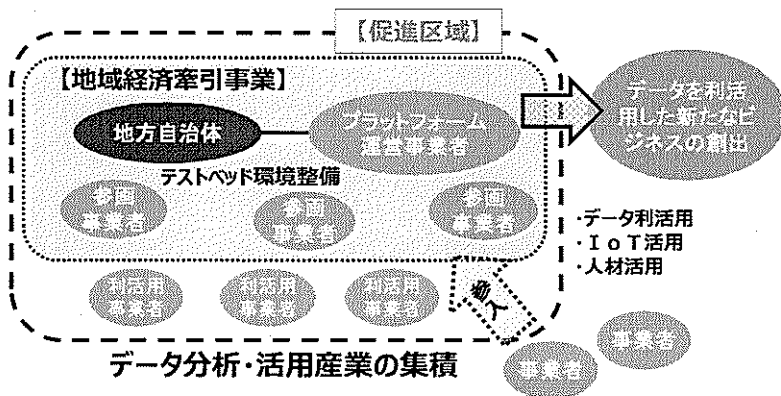 【促進区域】
【地域経済牽引事業】
地方自治体
プラットフォーム
運営事業者
テストベッド環境整備
データを利活
用した新たなビ
ジネスの創出
参画
事業者
参画
事業者
参画
事業者
・データ利活用
・IoT活用
・人材活用
利活用
事業者
利活用
事業者
利活用
事業者
参入
データ分析・活用産業の集積
事業者
事業者